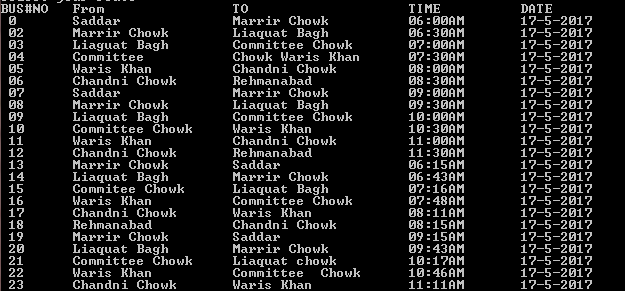 BUS#NO From TO TIME DATE
0 Saddar Marrir Chowk 06:00AM 17-5-2017
02 Marrir Chowk Liaquat Bagh 06:30AM 17-5-2017
03 Liaquat Bagh Committee Chowk 07:00AM 17-5-2017
04 Committee Chowk Waris Khan 07:30AM 17-5-2017
05 Waris Khan Chandni Chowk 08:00AM 17-5-2017
06 Chandni Chowk Rehmanabad 08:30AM 17-5-2017
07 Saddar Marrir Chowk 09:00AM 17-5-2017
08 Marrir Chowk Liaquat Bagh 09:30AM 17-5-2017
09 Liaquat Bagh Committee Chowk 10:00AM 17-5-2017
10 Committee Chowk Waris Khan 10:30AM 17-5-2017
11 Waris Khan Chandni Chowk 11:00AM 17-5-2017
12 Chandni Chowk Rehmanabad 11:30AM 17-5-2017
13 Marrir Chowk Saddar 06:15AM 17-5-2017
14 Liaquat Bagh Marrir Chowk 06:43AM 17-5-2017
15 Commitee Chowk Liaquat Bagh 07:16AM 17-5-2017
16 Waris Khan Committee Chowk 07:48AM 17-5-2017
17 Chandni Chowk Waris Khan 08:11AM 17-5-2017
18 Rehmanabad Chandni Chowk 08:15AM 17-5-2017
19 Marrir Chowk Saddar 09:15AM 17-5-2017
20 Liaquat Bagh Marrir Chowk 09:43AM 17-5-2017
21 Committee Chowk Liaquat chowk 10:17AM 17-5-2017
22 Waris Khan Committee  Chowk 10:46AM 17-5-2017
23 Chandni Chowk Waris Khan 11:11AM 17-5-2017